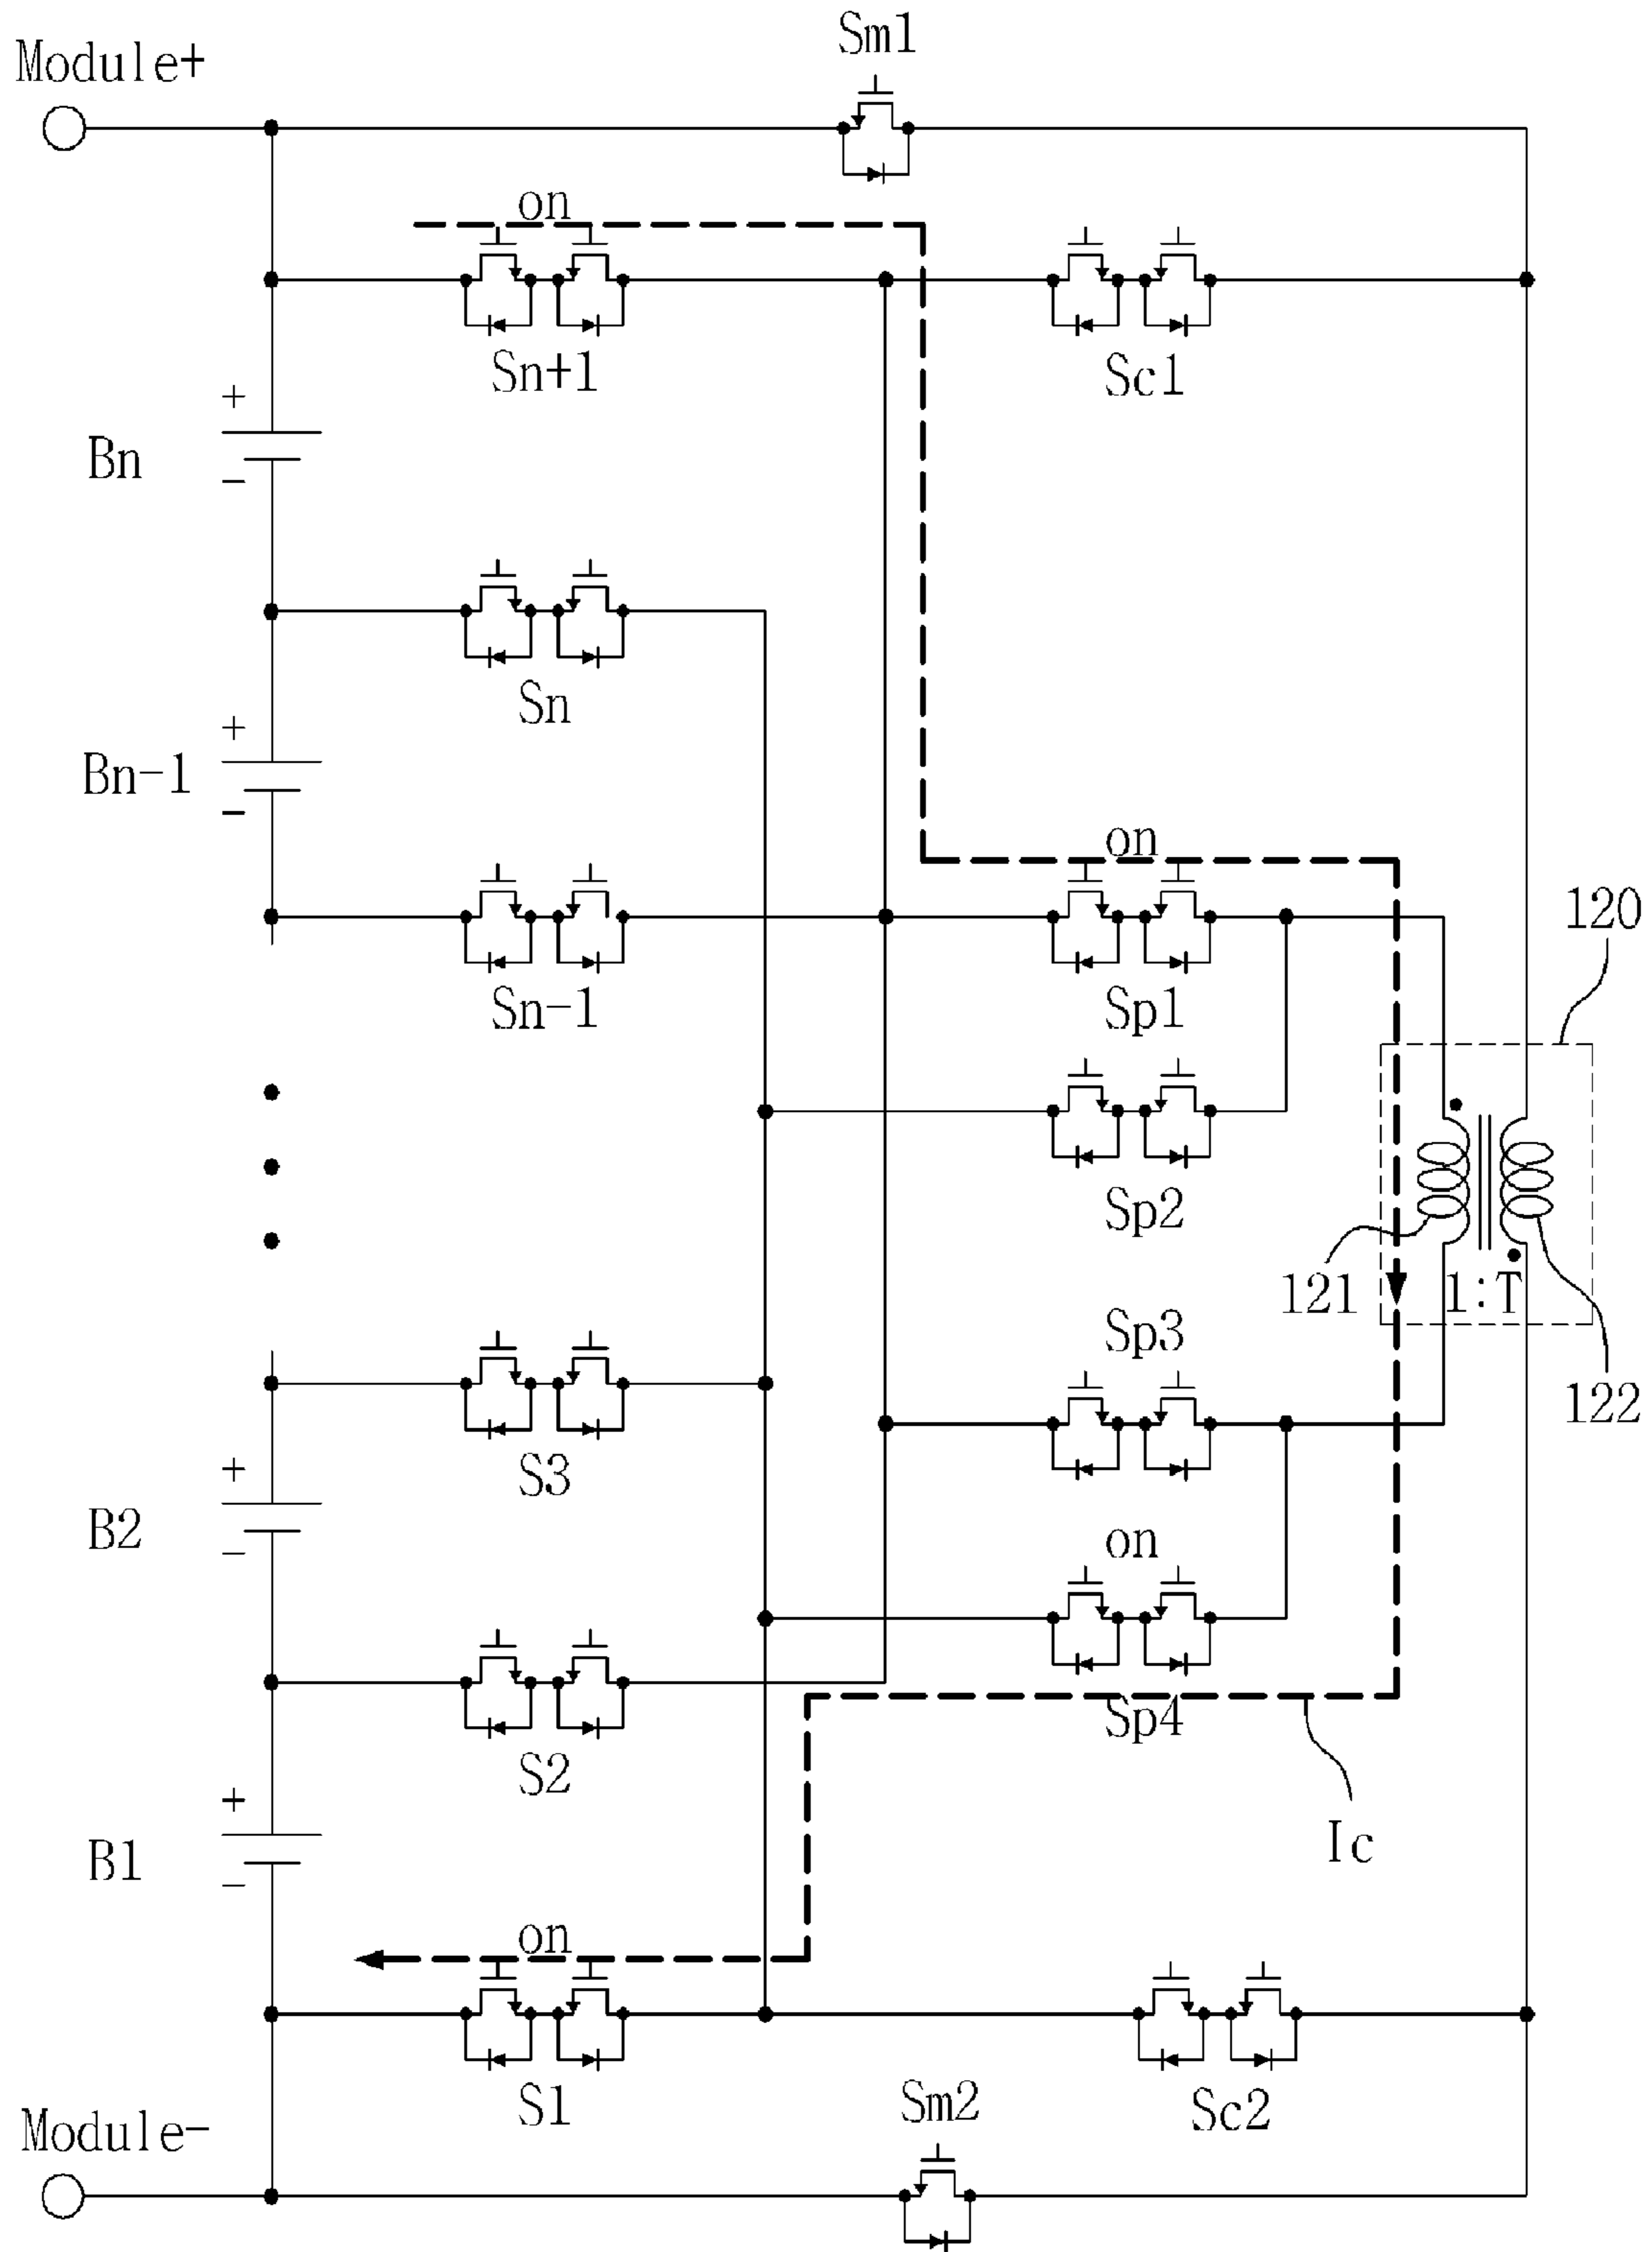 Sm1
Module+
on
Sn+1
Sc1
+
Bn
-
Sn
+
Bn-1
-
on
120
Sn-1
Sp1
Sp2
121
1:T
Sp3
122
S3
+
B2
-
on
Sp4
S2
+
B1
-
Ic
on
S1
Sm2
Sc2
Module-